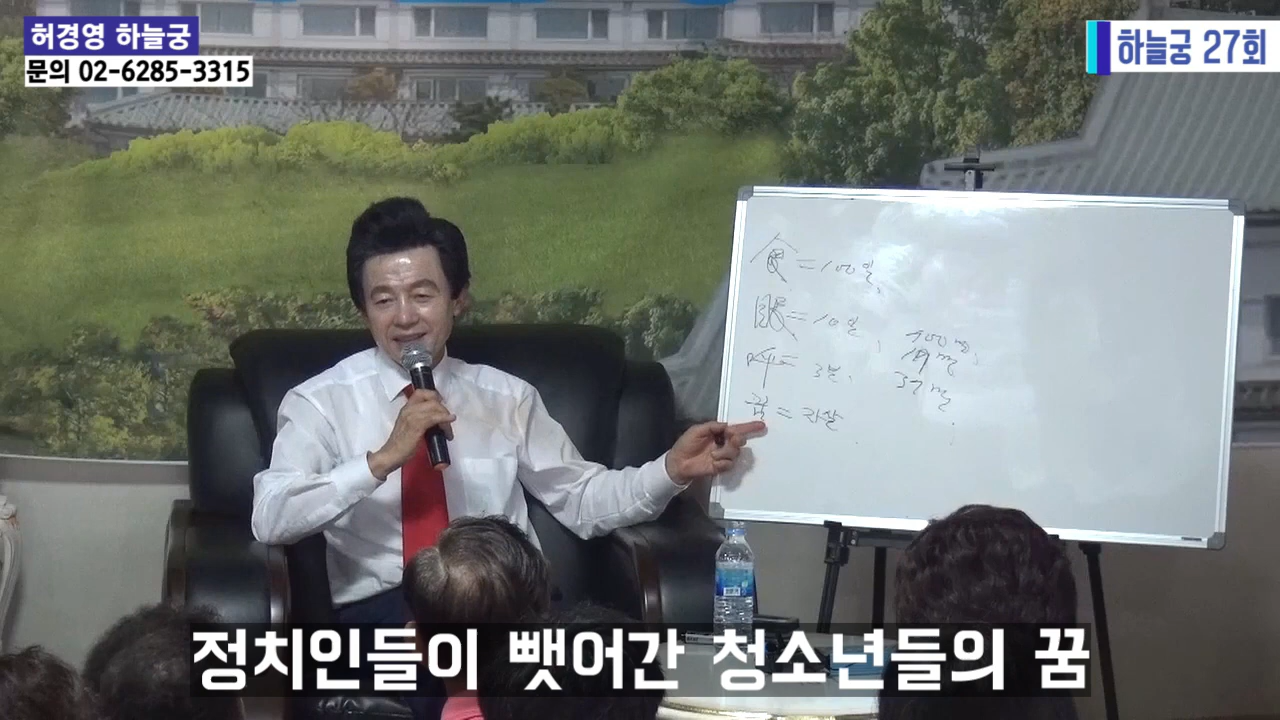 허경영 하늘궁
문의 02-6285-3315
하늘궁 27회
食 = 100일
眠 = 10일
3분
꿈 = 자살
정치인들이 뺏어간 청소년들의 꿈